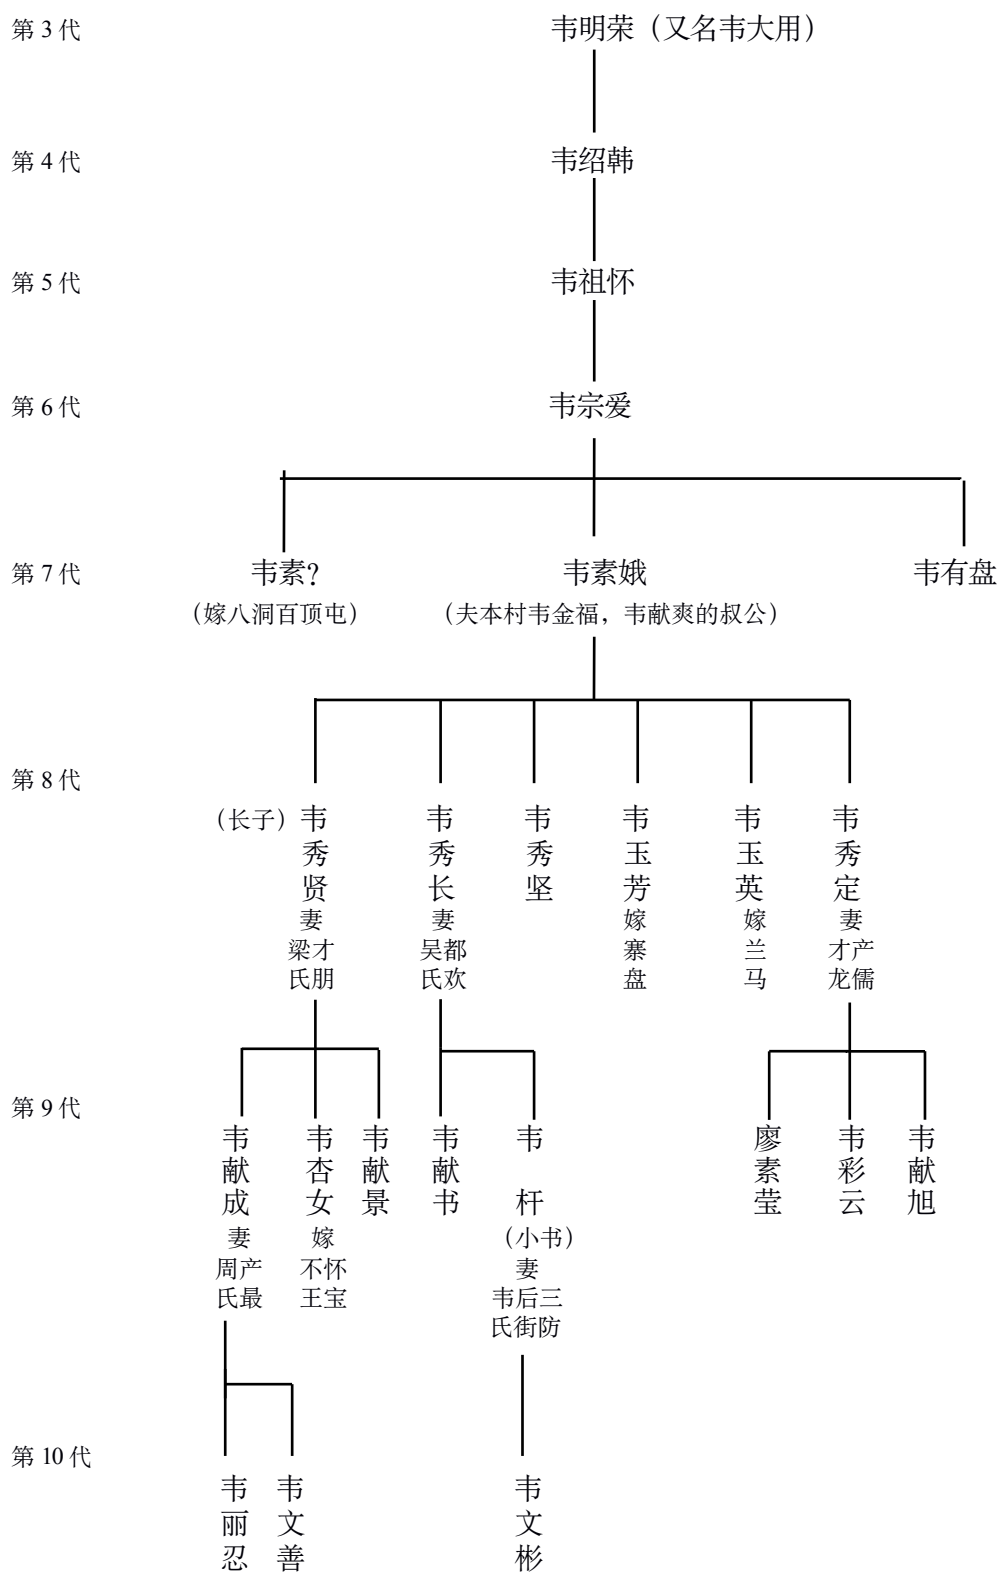 第 3 代
韦明荣（又名韦大用）
第 4 代
韦绍韩
第 5 代
韦祖怀
第 6 代
韦宗爱
第 7 代
韦素?
韦素娥
韦有盘
（嫁八洞百顶屯）
（夫本村韦金福，韦献爽的叔公）
第 8 代
（长子）
韦秀贤
妻
梁才
氏朋
韦秀长
妻
吴都
氏欢
韦秀坚
韦玉芳
嫁寨盘
韦玉英
嫁兰马
韦秀定
妻
才产
龙儒
第 9 代
韦献成
妻
周产
氏最
韦杏女
嫁
不怀
王宝
韦献景
韦献书
韦杆
（小书）
妻
韦后三
氏街防
廖素莹
韦彩云
韦献旭
第 10 代
韦丽忍
韦文善
韦文彬